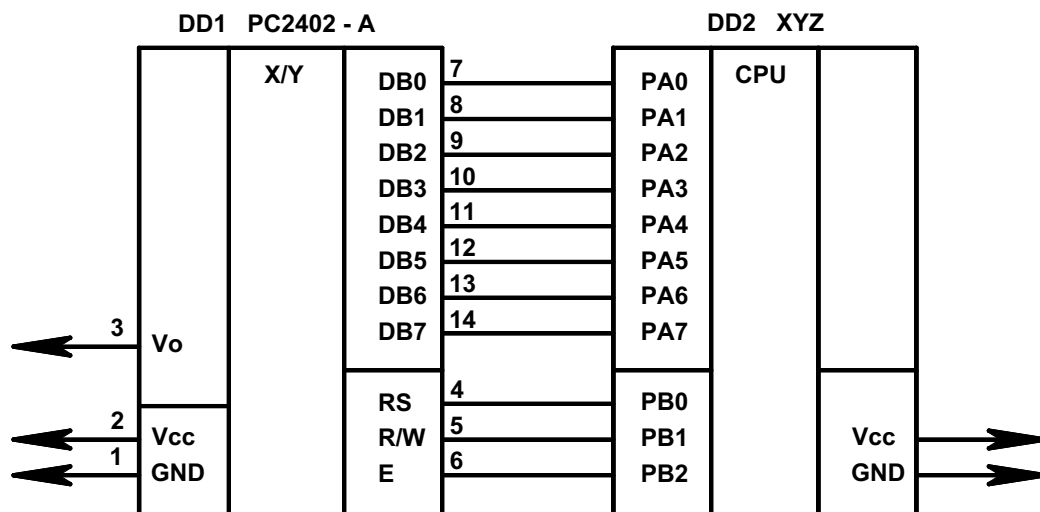 DD1 PC2402 - A DD2 XYZ
X/Y CPU
DB0 7 PA0
DB1 8 PA1
DB2 9 PA2
DB3 10 PA3
DB4 11 PA4
DB5 12 PA5
DB6 13 PA6
DB7 14 PA7
3 Vo
RS 4 PB0
2 Vcc R/W 5 PB1 Vcc
1 GND E 6 PB2 GND